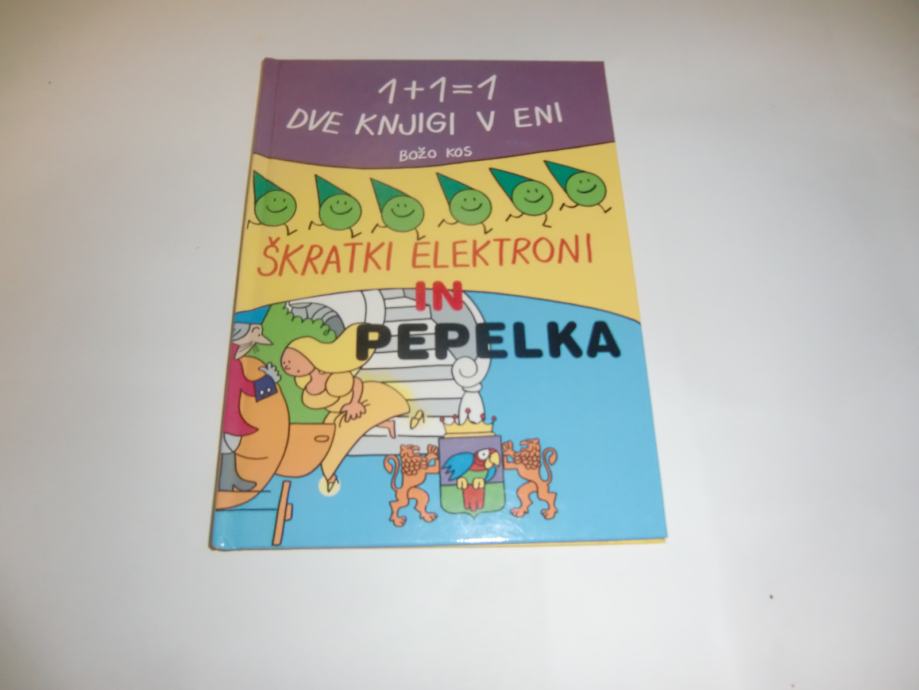 1+1=1
DVE KNJIGI V ENI
BOŽO KOS
ŠKRATKI ELEKTRONI
IN
PEPELKA